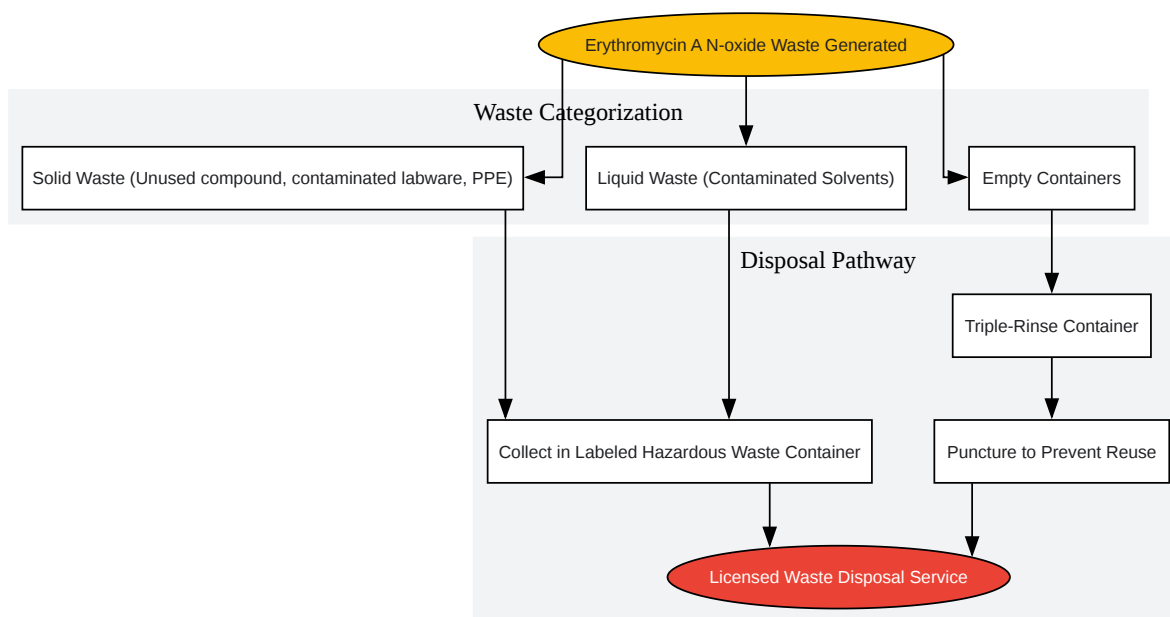 Erythromycin A N-oxide Waste Generated
Waste Categorization
Solid Waste (Unused compound, contaminated labware, PPE)
Liquid Waste (Contaminated Solvents)
Empty Containers
Disposal Pathway
Triple-Rinse Container
Collect in Labeled Hazardous Waste Container
Puncture to Prevent Reuse
Licensed Waste Disposal Service